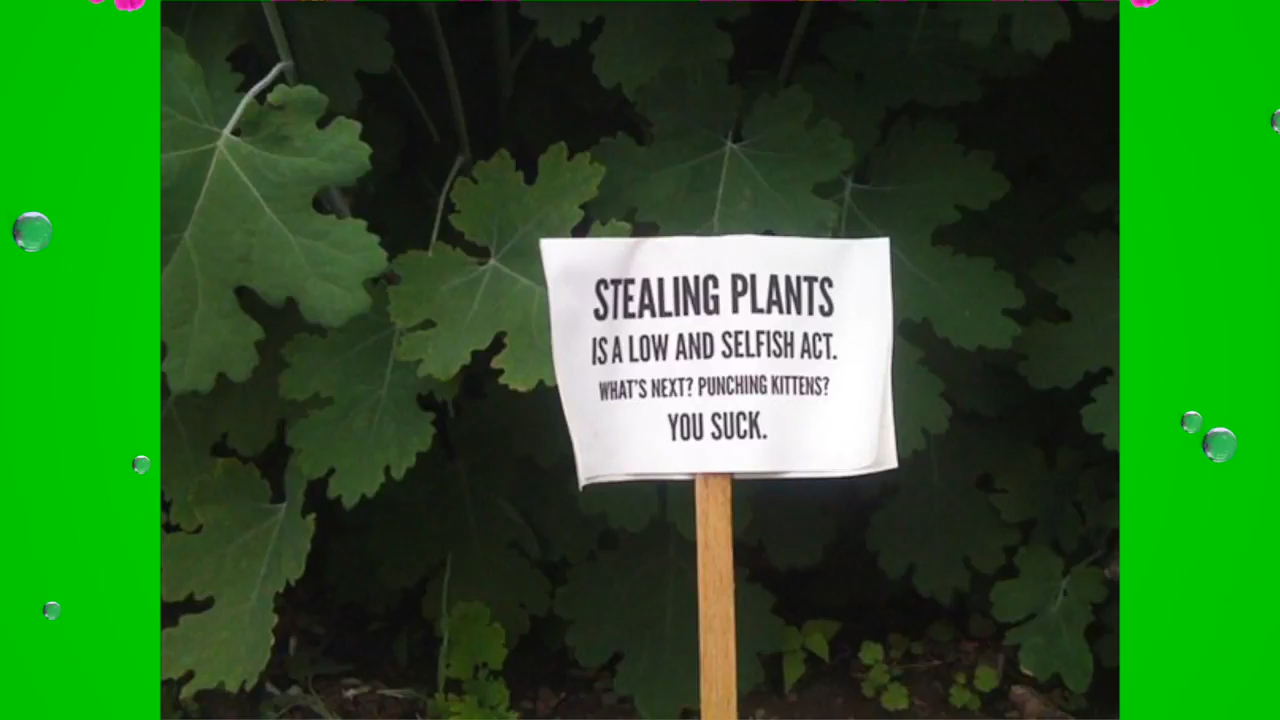 STEALING PLANTS
IS A LOW AND SELFISH ACT.
WHAT'S NEXT? PUNCHING KITTENS?
YOU SUCK.